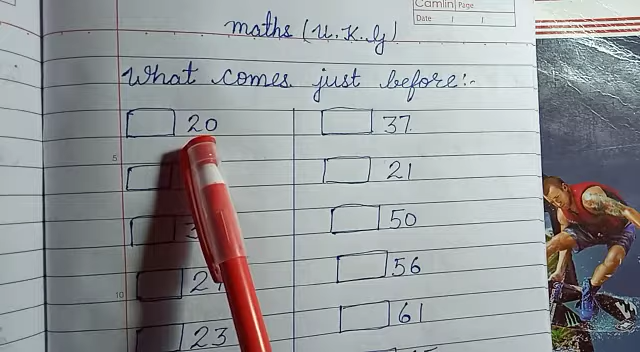 Camlin Page
Date / /
maths (U.K.G)
What comes just before:-
20 37
21
50
56
23 61